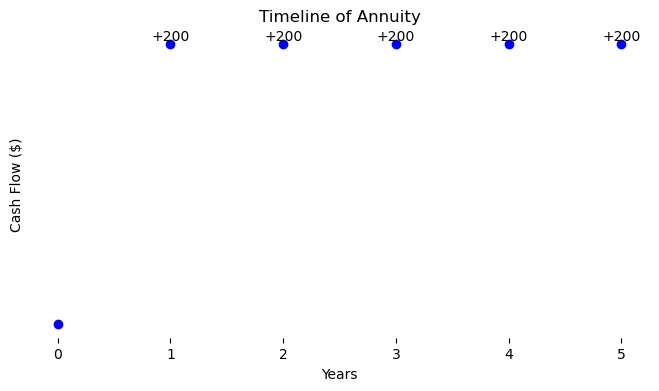 Timeline of Annuity
+200 +200 +200 +200 +200
Cash Flow ($)
0 1 2 3 4 5
Years